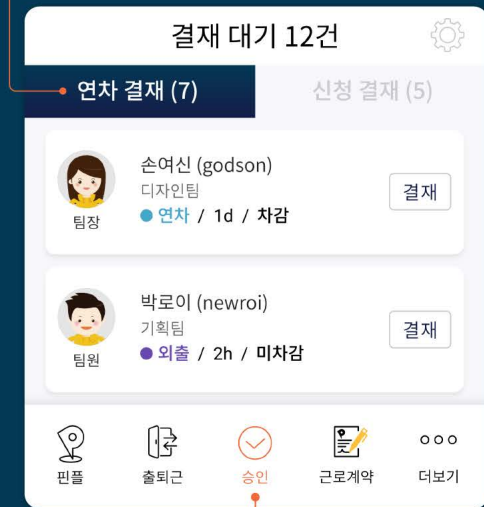 결재 대기 12건
연차 결재 (7)
신청 결재 (5)
손여신 (godson)
디자인팀
연차 / 1d / 차감
팀장
결재
박로이 (newroi)
기획팀
외출 / 2h / 미차감
팀원
결재
핀플
출퇴근
승인
근로계약
더보기